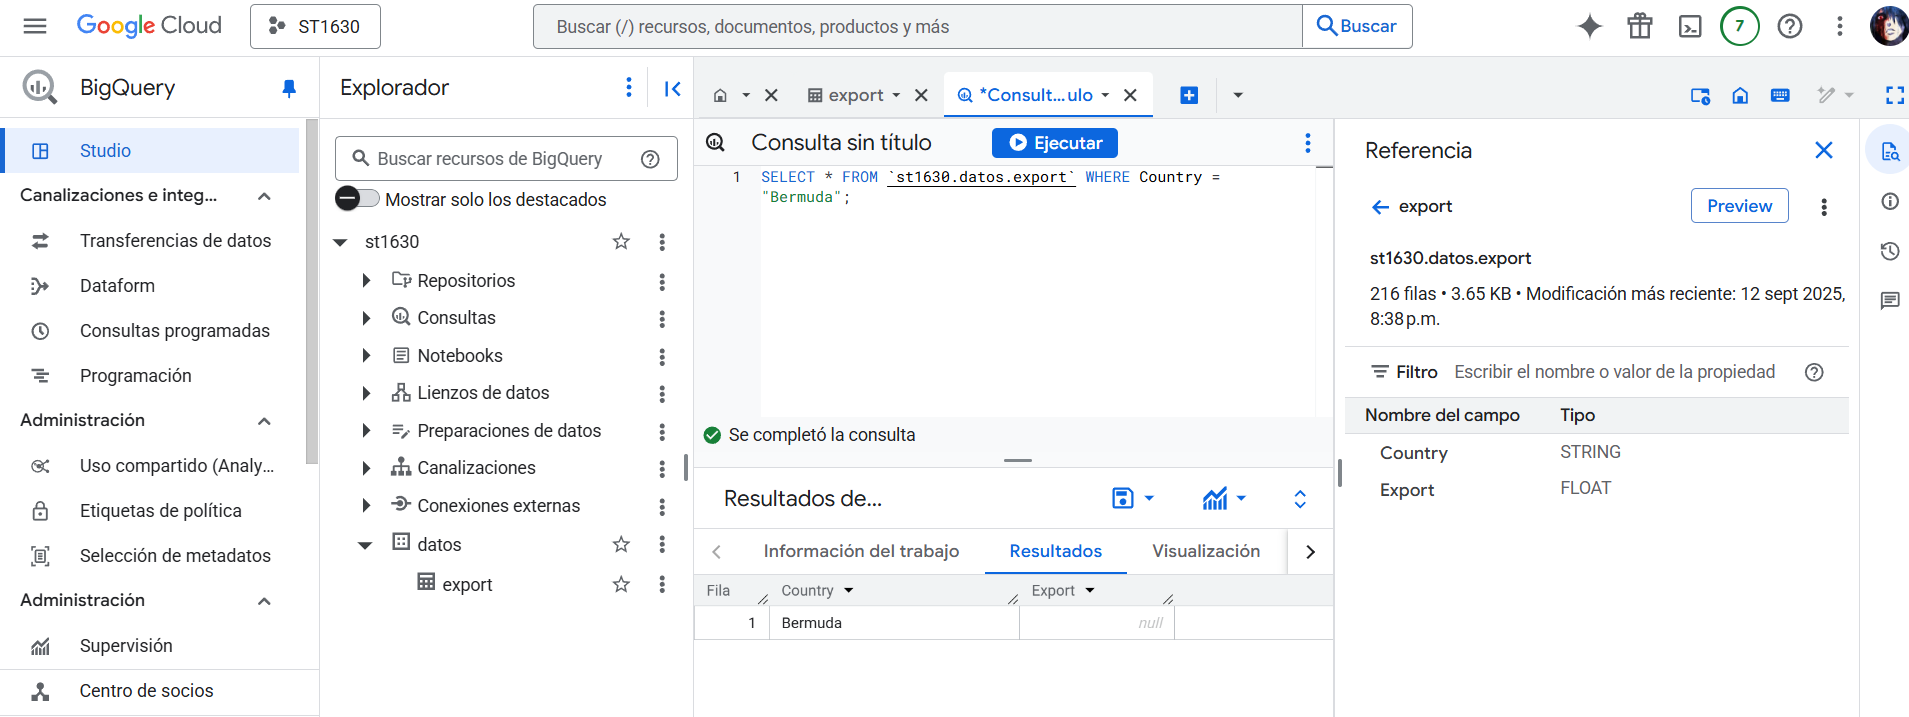 Google Cloud
ST1630
Buscar (/) recursos, documentos, productos y más
Buscar
7
BigQuery
Studio
Canalizaciones e integ...
Transferencias de datos
Dataform
Consultas programadas
Programación
Administración
Uso compartido (Analy...
Etiquetas de política
Selección de metadatos
Administración
Supervisión
Centro de socios
Explorador
Buscar recursos de BigQuery
Mostrar solo los destacados
st1630
Repositorios
Consultas
Notebooks
Lienzos de datos
Preparaciones de datos
Canalizaciones
Conexiones externas
datos
export
export
*Consult...ulo
Consulta sin título
Ejecutar
1 SELECT * FROM `st1630.datos.export` WHERE Country =
"Bermuda";
Se completó la consulta
Resultados de...
Información del trabajo
Resultados
Visualización
Fila Country Export
1 Bermuda null
Referencia
export
Preview
st1630.datos.export
216 filas • 3.65 KB • Modificación más reciente: 12 sept 2025,
8:38 p.m.
Filtro Escribir el nombre o valor de la propiedad
Nombre del campo Tipo
Country STRING
Export FLOAT